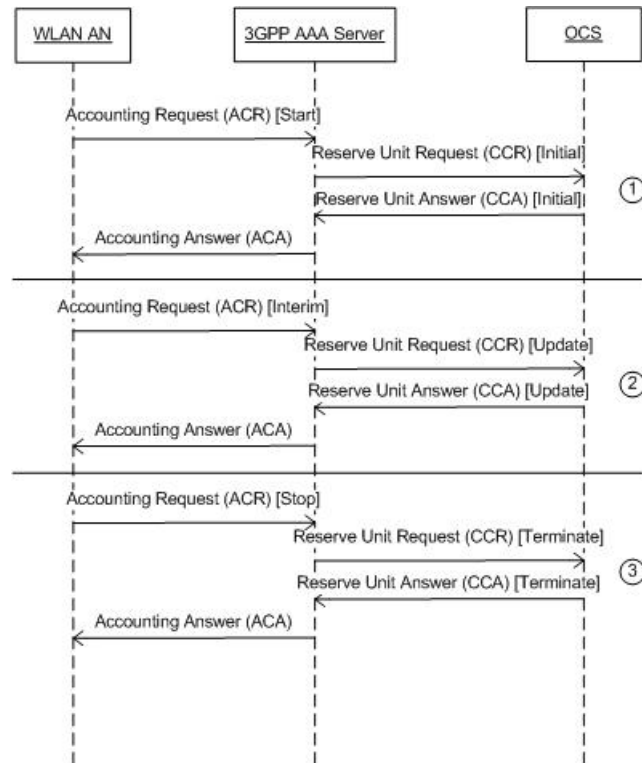 WLAN AN
3GPP AAA Server
OCS
Accounting Request (ACR) [Start]
Reserve Unit Request (CCR) [Initial]
Reserve Unit Answer (CCA) [Initial]
1
Accounting Answer (ACA)
Accounting Request (ACR) [Interim]
Reserve Unit Request (CCR) [Update]
Reserve Unit Answer (CCA) [Update]
2
Accounting Answer (ACA)
Accounting Request (ACR) [Stop]
Reserve Unit Request (CCR) [Terminate]
Reserve Unit Answer (CCA) [Terminate]
3
Accounting Answer (ACA)